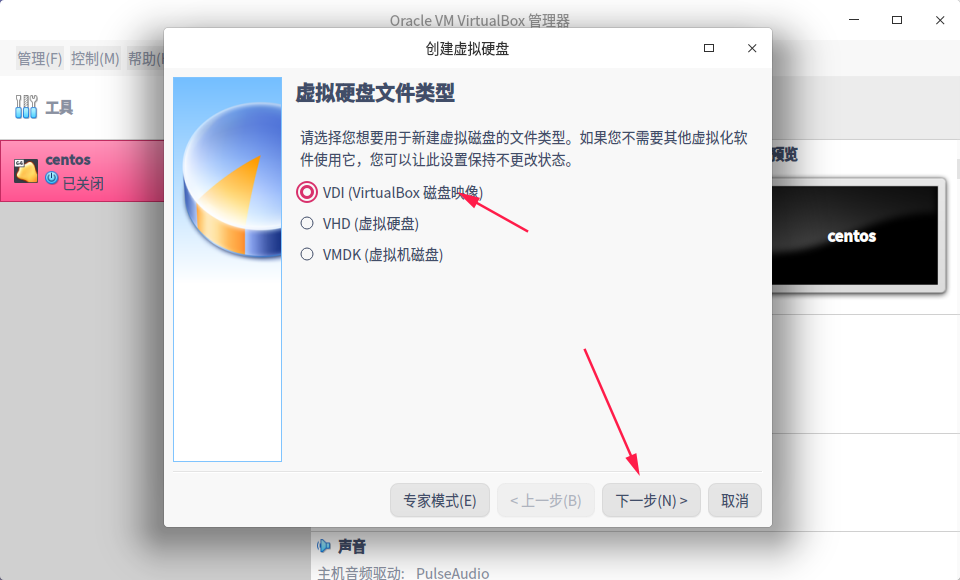 Oracle VM VirtualBox 管理器
创建虚拟硬盘
管理(F) 控制(M) 帮助(
工具
虚拟硬盘文件类型
请选择您想要用于新建虚拟磁盘的文件类型。如果您不需要其他虚拟化软
件使用它，您可以让此设置保持不更改状态。
centos
已关闭
预览
VDI (VirtualBox 磁盘映像)
VHD (虚拟硬盘)
centos
VMDK (虚拟机磁盘)
专家模式(E) < 上一步(B) 下一步(N) > 取消
声音
主机音频驱动: PulseAudio